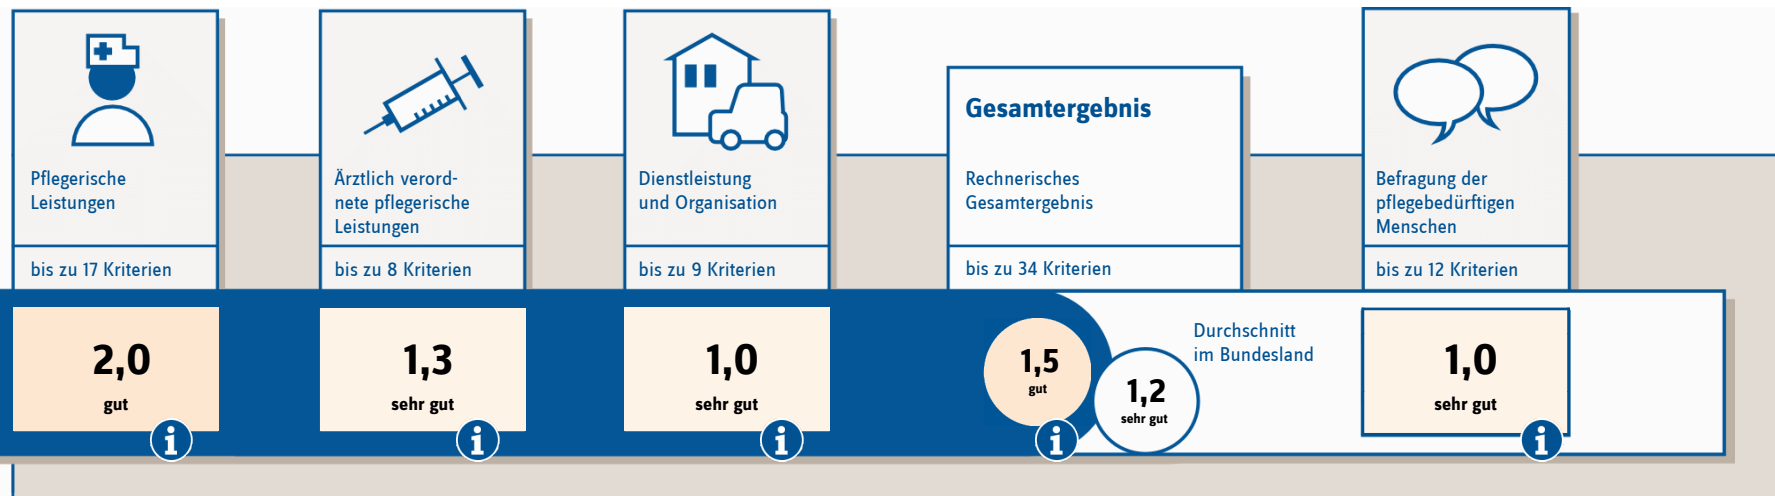 Pflegerische
Leistungen
bis zu 17 Kriterien
2,0
gut
i
Ärztlich verord-
nete pflegerische
Leistungen
bis zu 8 Kriterien
1,3
sehr gut
i
Dienstleistung
und Organisation
bis zu 9 Kriterien
1,0
sehr gut
i
Gesamtergebnis
Rechnerisches
Gesamtergebnis
bis zu 34 Kriterien
1,5
gut
i
1,2
sehr gut
Durchschnitt
im Bundesland
Befragung der
pflegebedürftigen
Menschen
bis zu 12 Kriterien
1,0
sehr gut
i